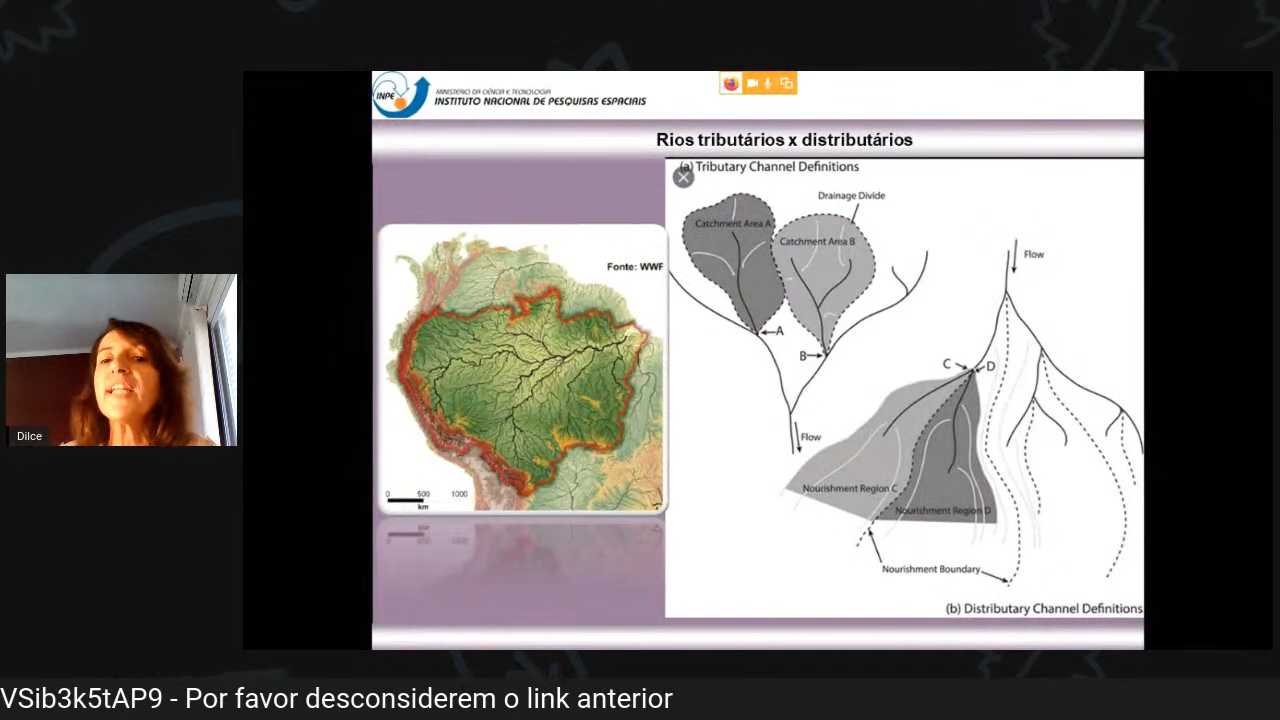 INPE
MINISTÉRIO DA CIÊNCIA E TECNOLOGIA
INSTITUTO NACIONAL DE PESQUISAS ESPACIAIS
Rios tributários x distributários
(a) Tributary Channel Definitions
Drainage Divide
Catchment Area A
Catchment Area B
Flow
Fonte: WWF
A
B
C
D
Flow
0 500 1000
km
Nourishment Region C
Nourishment Region D
Nourishment Boundary
(b) Distributary Channel Definitions
Dilce
VSib3k5tAP9 - Por favor desconsiderem o link anterior